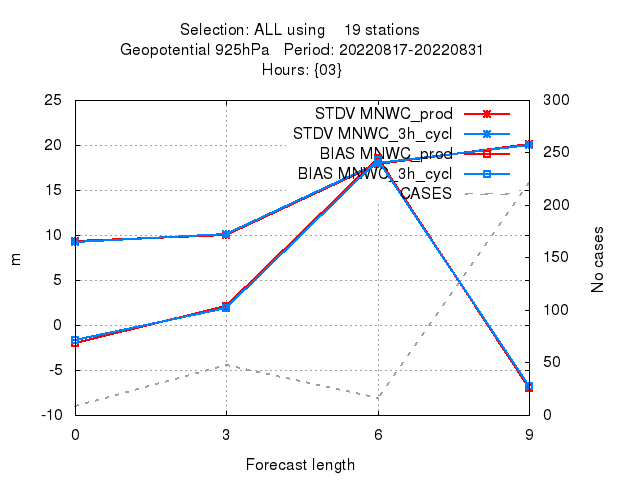 Selection: ALL using    19 stations
Geopotential 925hPa   Period: 20220817-20220831
Hours: {03}
25 300
STDV MNWC_prod
20 STDV MNWC_3h_cycl 250
BIAS MNWC_prod
BIAS MNWC_3h_cycl
15 CASES 200
10 150
m No cases
5 100
0
-5 50
-10 0
0 3 6 9
Forecast length